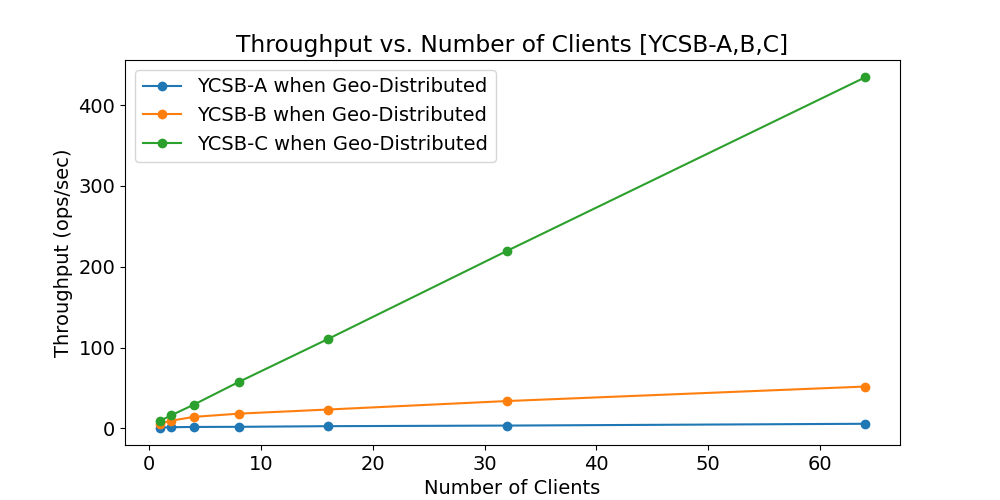 Throughput vs. Number of Clients [YCSB-A,B,C]
YCSB-A when Geo-Distributed
YCSB-B when Geo-Distributed
YCSB-C when Geo-Distributed
Throughput (ops/sec)
400
300
200
100
0
0 10 20 30 40 50 60
Number of Clients